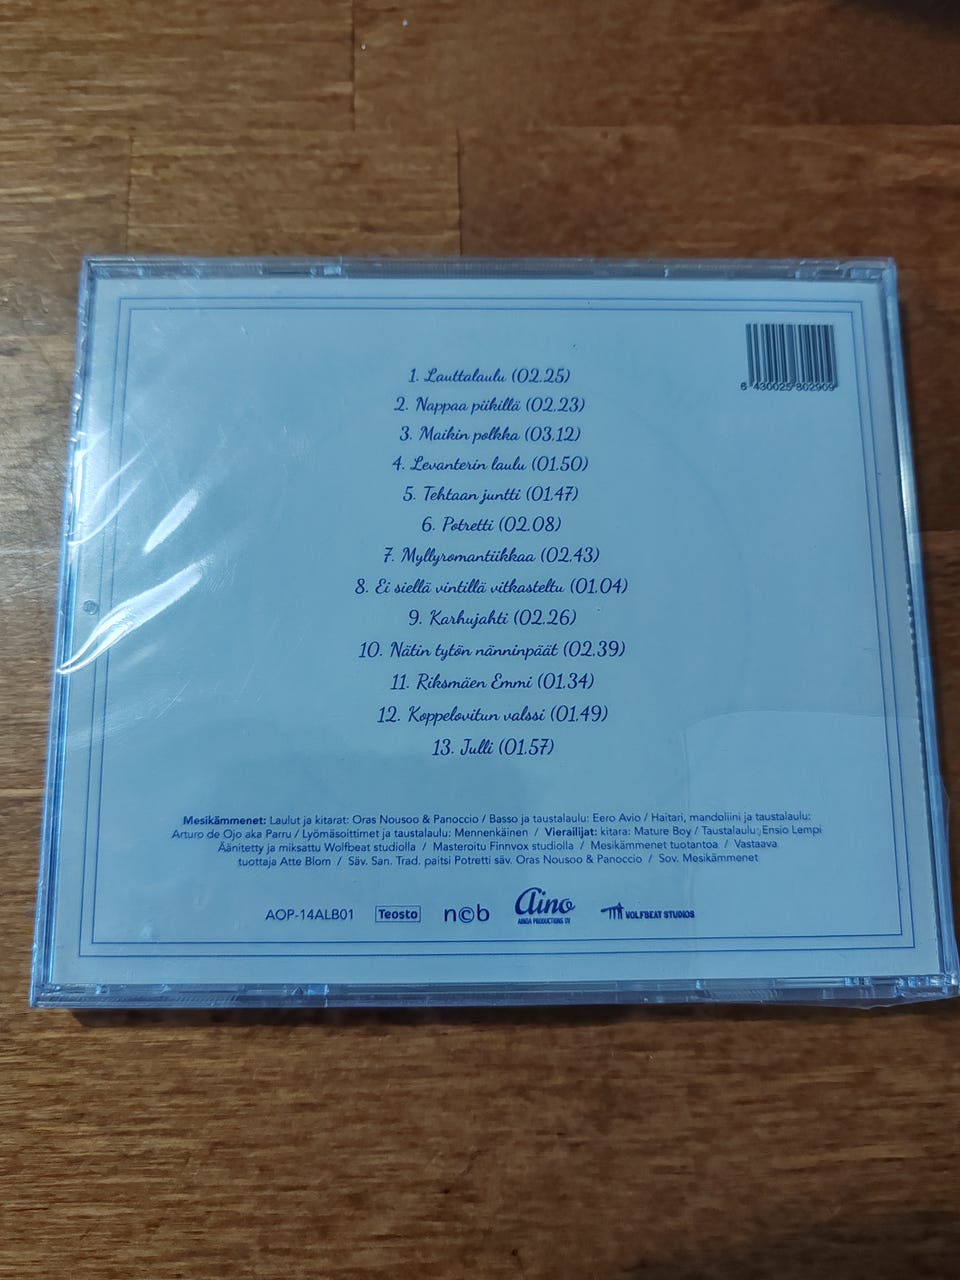 6 430025 802909
1. Lauttalaulu (02.25)
2. Nappaa piikillä (02.23)
3. Maikin polkka (03.12)
4. Levanterin laulu (01.50)
5. Tehtaan juntti (01.47)
6. Potretti (02.08)
7. Myllyromantiikkaa (02.43)
8. Ei siellä vintillä vitkasteltu (01.04)
9. Karhujahti (02.26)
10. Nätin tytön nänninpäät (02.39)
11. Riksmäen Emmi (01.34)
12. Koppelovitun valssi (01.49)
13. Julli (01.57)
Mesikämmenet: Laulut ja kitarat: Oras Nousoo & Panoccio / Basso ja taustalaulu: Eero Avio / Haitari, mandoliini ja taustalaulu:
Arturo de Ojo aka Parru / Lyömäsoittimet ja taustalaulu: Mennenkäinen / Vierailijat: kitara: Mature Boy / Taustalaulu: Ensio Lempi
Äänitetty ja miksattu Wolfbeat studiolla / Masteroitu Finnvox studiolla / Mesikämmenet tuotantoa / Vastaava
tuottaja Atte Blom / Säv. San. Trad. paitsi Potretti säv. Oras Nousoo & Panoccio / Sov. Mesikämmenet
AOP-14ALB01 Teosto n©b Aino WOLFBEAT STUDIOS
AINOA PRODUCTIONS OY